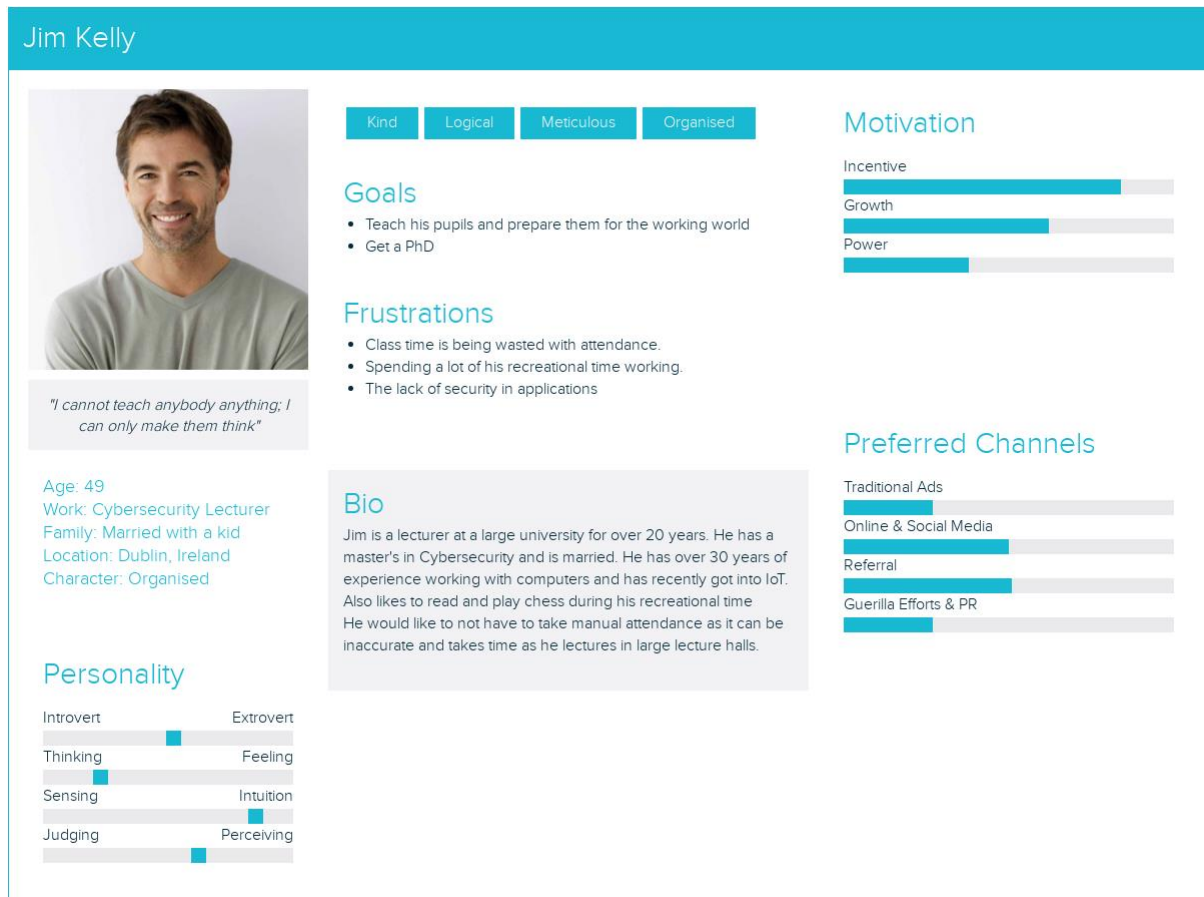 Jim Kelly
Kind
Logical
Meticulous
Organised
Goals
• Teach his pupils and prepare them for the working world
• Get a PhD
Frustrations
• Class time is being wasted with attendance.
• Spending a lot of his recreational time working.
• The lack of security in applications
"I cannot teach anybody anything; I
can only make them think"
Age: 49
Work: Cybersecurity Lecturer
Family: Married with a kid
Location: Dublin, Ireland
Character: Organised
Personality
Introvert Extrovert
Thinking Feeling
Sensing Intuition
Judging Perceiving
Bio
Jim is a lecturer at a large university for over 20 years. He has a
master's in Cybersecurity and is married. He has over 30 years of
experience working with computers and has recently got into IoT.
Also likes to read and play chess during his recreational time
He would like to not have to take manual attendance as it can be
inaccurate and takes time as he lectures in large lecture halls.
Motivation
Incentive
Growth
Power
Preferred Channels
Traditional Ads
Online & Social Media
Referral
Guerilla Efforts & PR